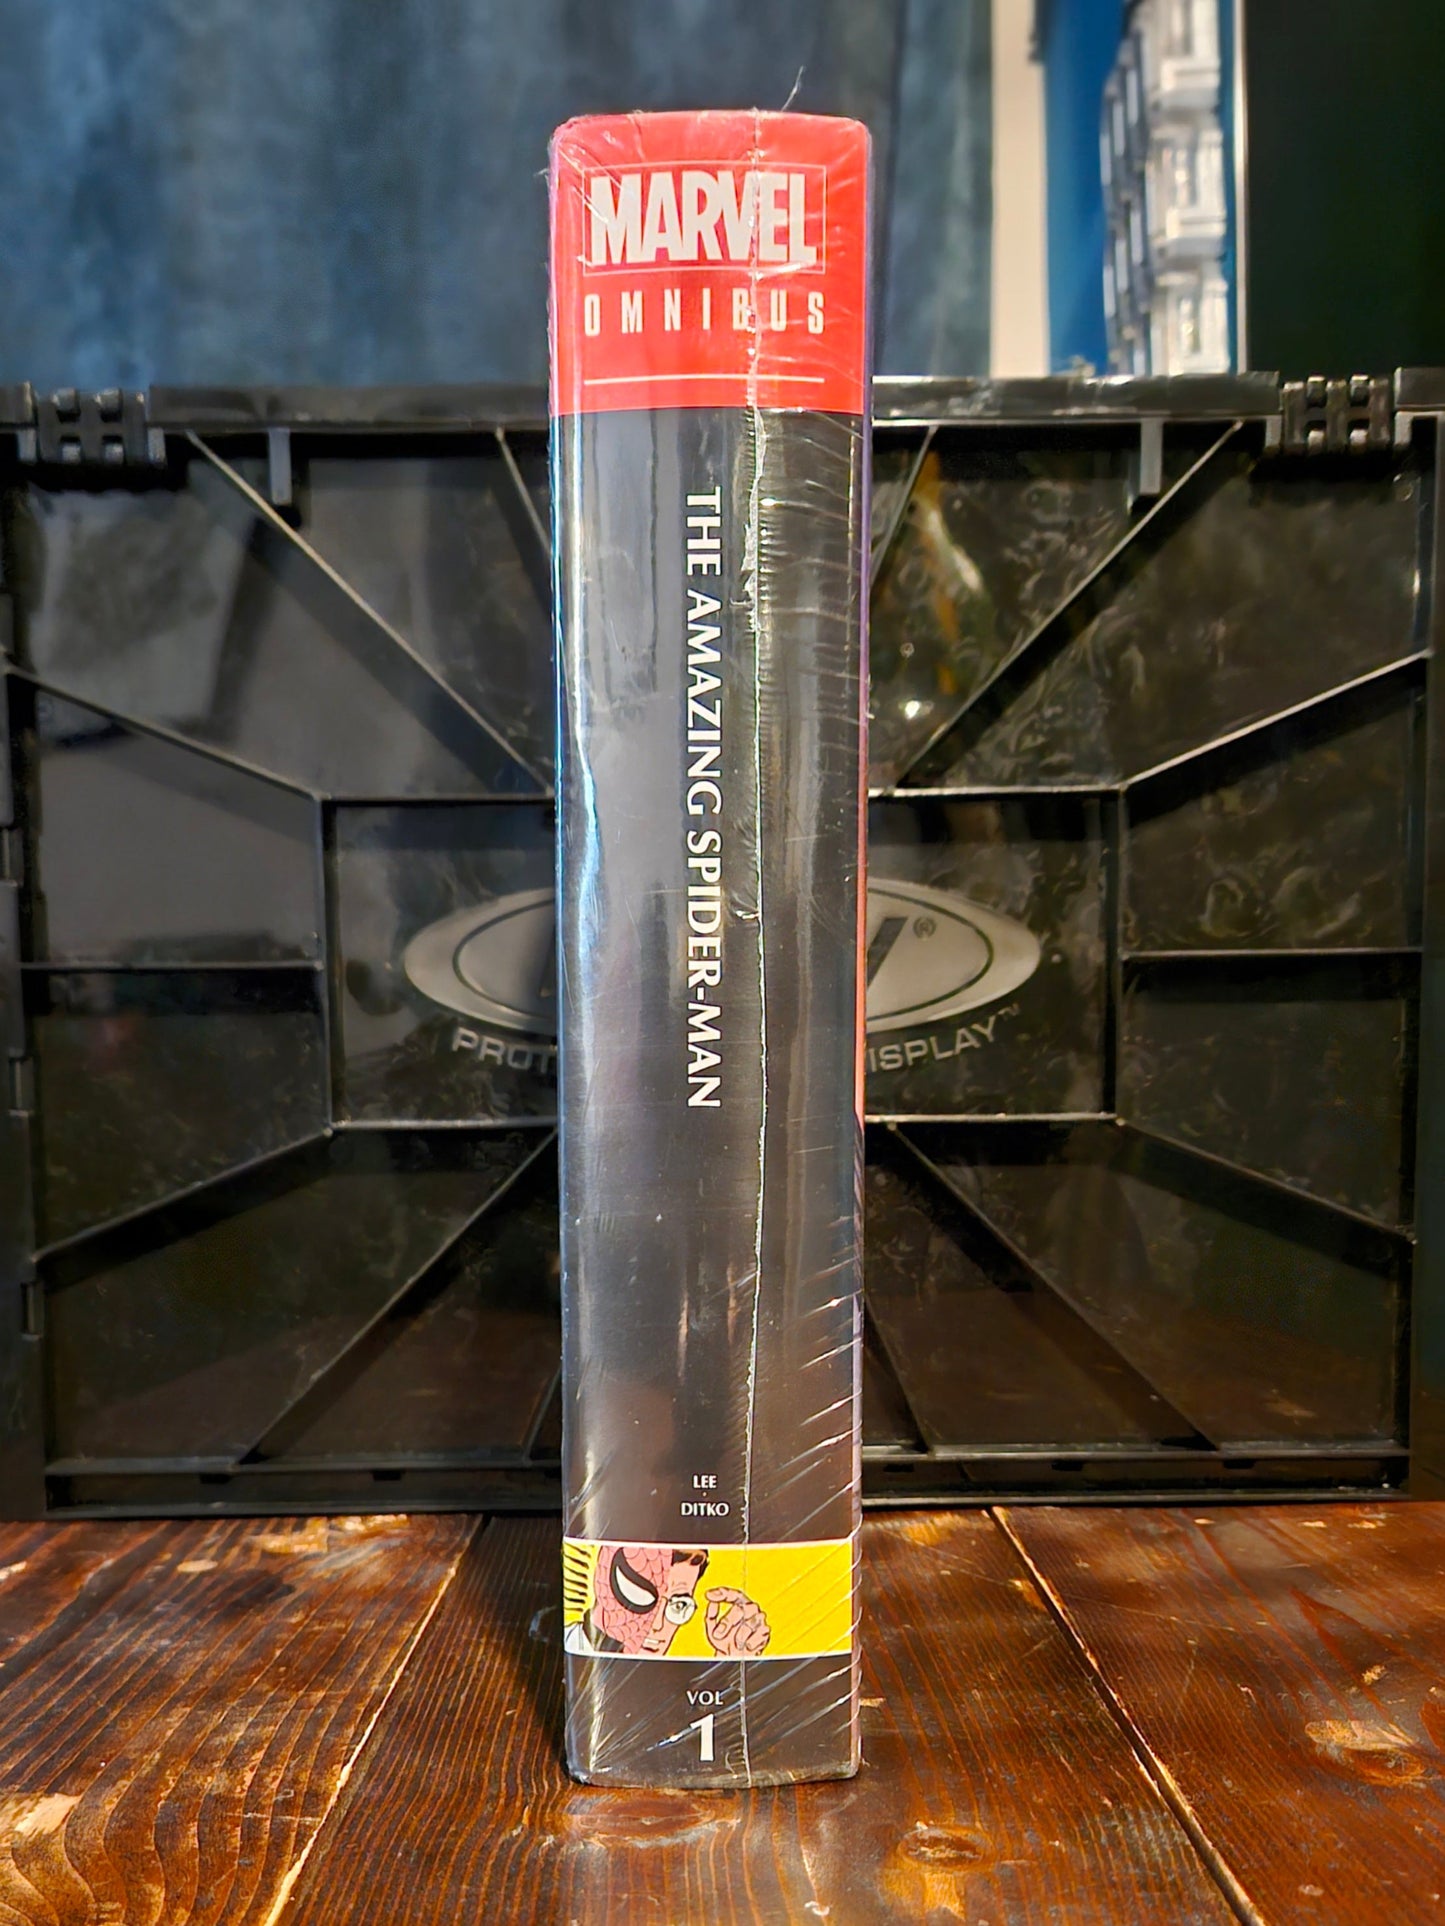 MARVEL
OMNIBUS
THE AMAZING SPIDER-MAN
LEE
DITKO
VOL
1